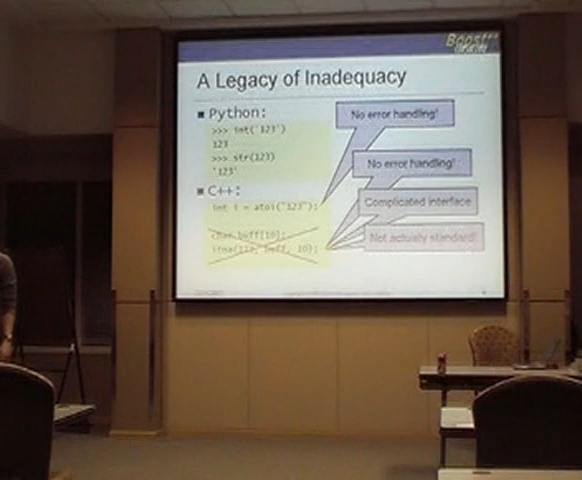 Boost
A Legacy of Inadequacy
Python:
>>> int('123')
123
>>> str(123)
'123'
C++:
int i = atoi("123");
char buff[10];
itoa(123, buff, 10);
No error handling!
No error handling!
Complicated interface
Not actually standard!